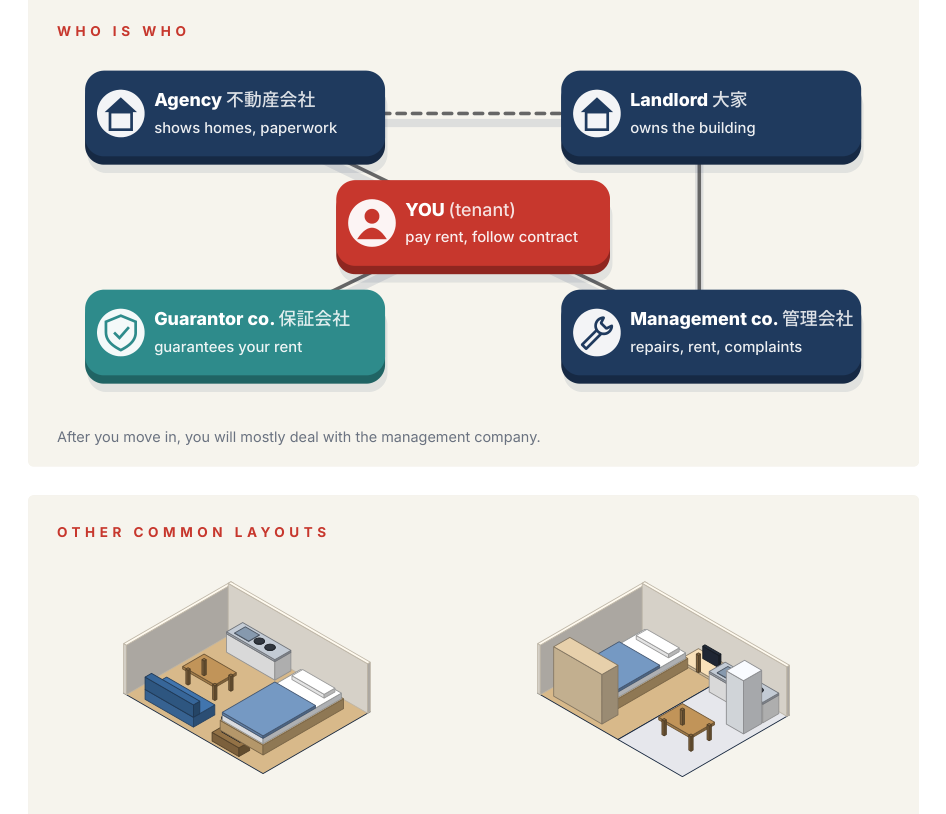 WHO IS WHO
Agency 不動産会社
shows homes, paperwork
Landlord 大家
owns the building
YOU (tenant)
pay rent, follow contract
Guarantor co. 保証会社
guarantees your rent
Management co. 管理会社
repairs, rent, complaints
After you move in, you will mostly deal with the management company.
OTHER COMMON LAYOUTS